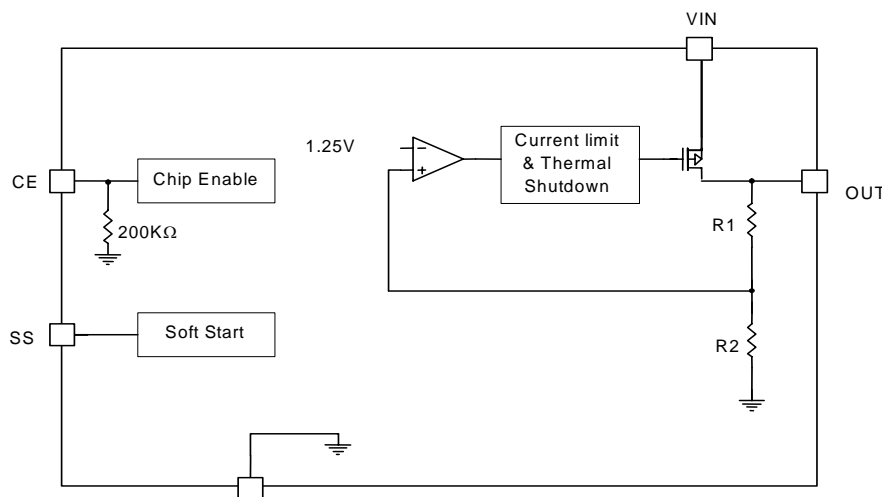 VIN
1.25V
Current limit
& Thermal
Shutdown
CE
Chip Enable
OUT
200KΩ
R1
SS
Soft Start
R2